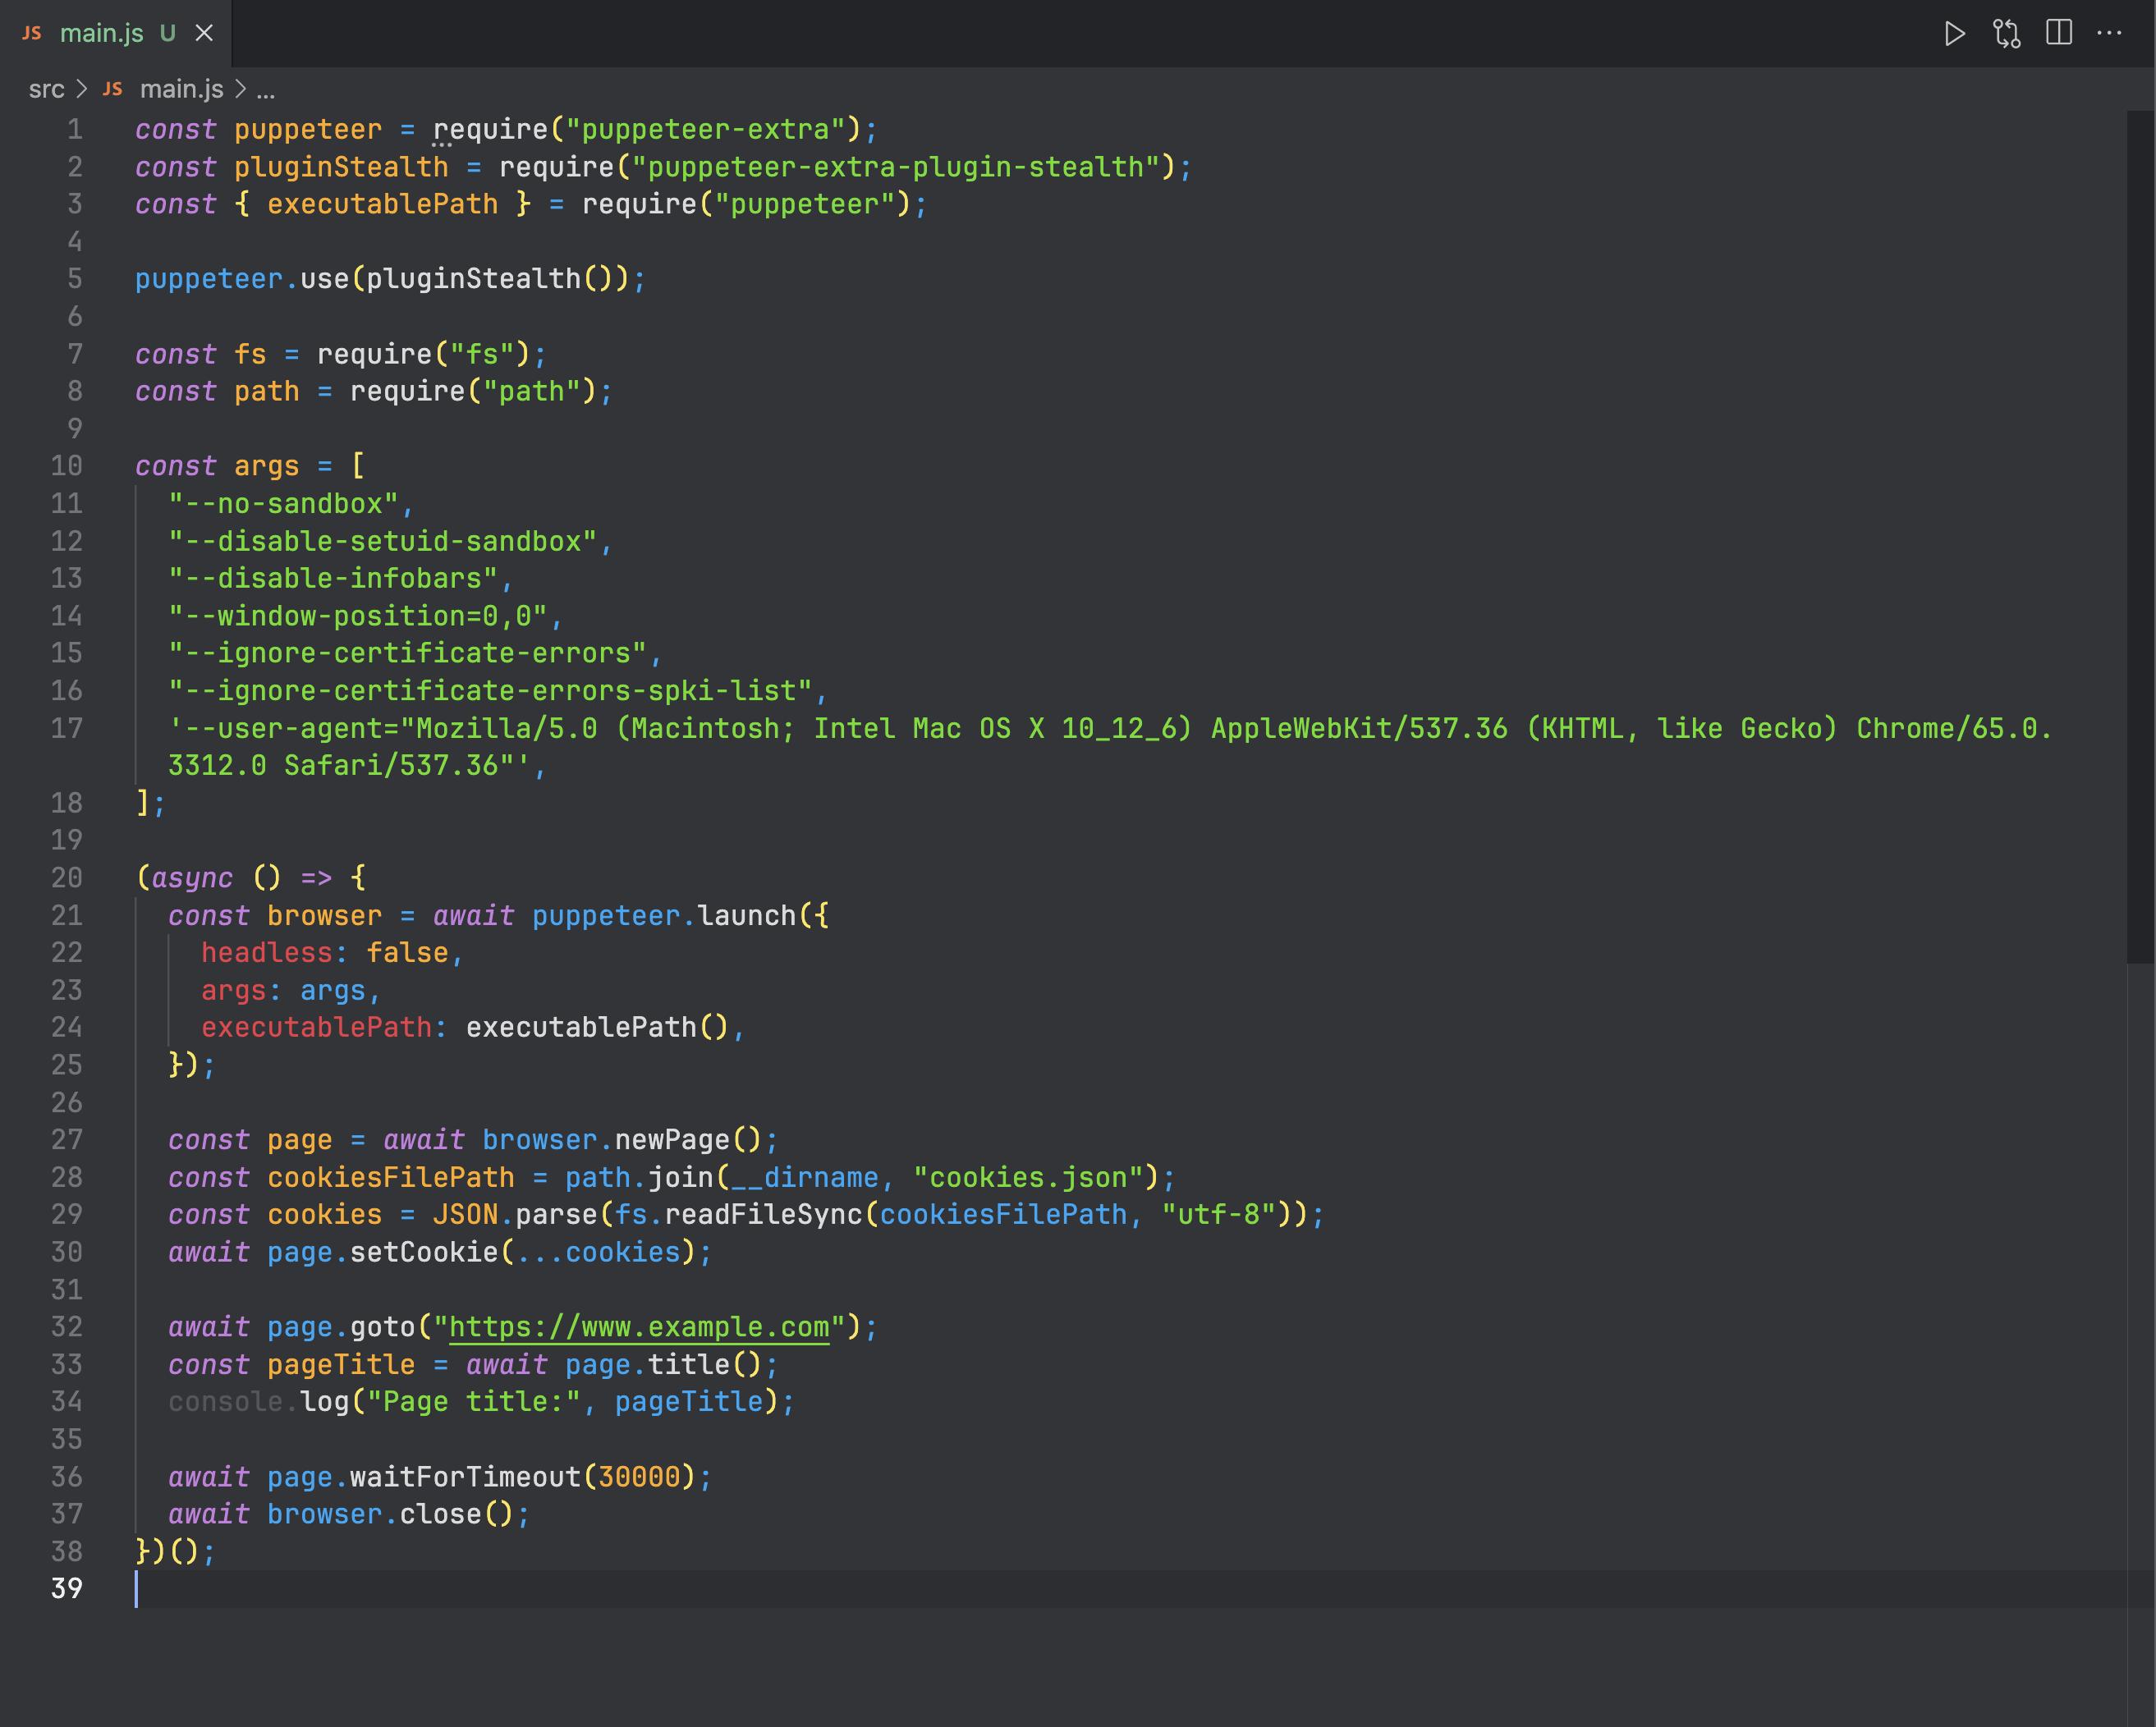 JS main.js U
src > JS main.js > ...
1 const puppeteer = require("puppeteer-extra");
2 const pluginStealth = require("puppeteer-extra-plugin-stealth");
3 const { executablePath } = require("puppeteer");
4
5 puppeteer.use(pluginStealth());
6
7 const fs = require("fs");
8 const path = require("path");
9
10 const args = [
11   "--no-sandbox",
12   "--disable-setuid-sandbox",
13   "--disable-infobars",
14   "--window-position=0,0",
15   "--ignore-certificate-errors",
16   "--ignore-certificate-errors-spki-list",
17   '--user-agent="Mozilla/5.0 (Macintosh; Intel Mac OS X 10_12_6) AppleWebKit/537.36 (KHTML, like Gecko) Chrome/65.0.
3312.0 Safari/537.36"',
18 ];
19
20 (async () => {
21   const browser = await puppeteer.launch({
22     headless: false,
23     args: args,
24     executablePath: executablePath(),
25   });
26
27   const page = await browser.newPage();
28   const cookiesFilePath = path.join(__dirname, "cookies.json");
29   const cookies = JSON.parse(fs.readFileSync(cookiesFilePath, "utf-8"));
30   await page.setCookie(...cookies);
31
32   await page.goto("https://www.example.com");
33   const pageTitle = await page.title();
34   console.log("Page title:", pageTitle);
35
36   await page.waitForTimeout(30000);
37   await browser.close();
38 })();
39